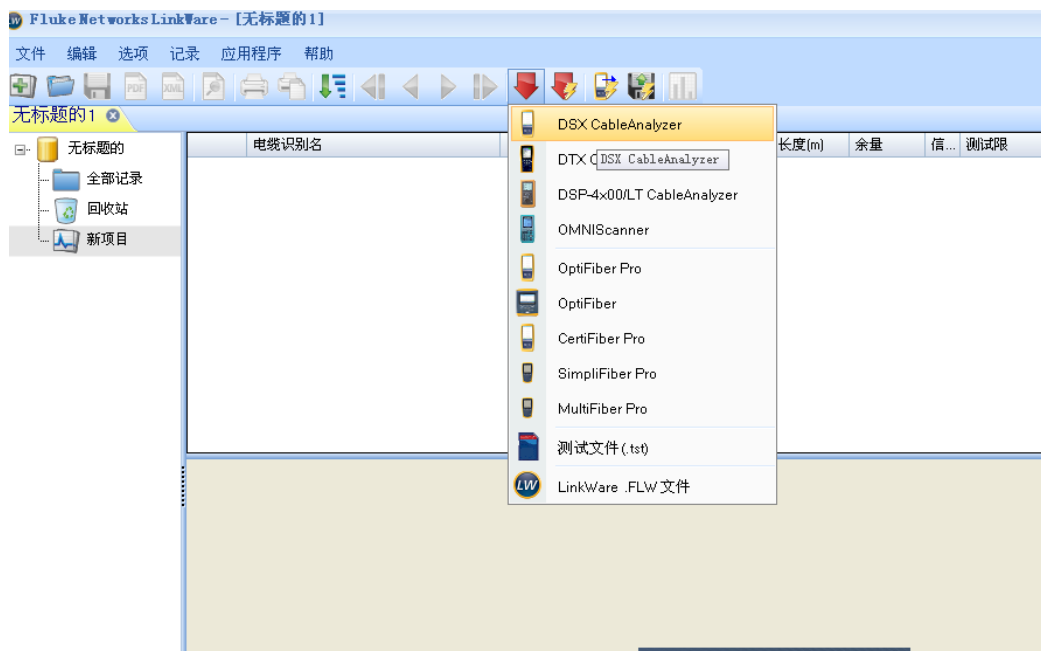 Fluke Networks LinkWare - [无标题的1]
文件 编辑 选项 记录 应用程序 帮助
PDF XML
无标题的1
无标题的
全部记录
回收站
新项目
电缆识别名 长度(m) 余量 信... 测试限
DSX CableAnalyzer
DTX C
DSX CableAnalyzer
DSP-4x00/LT CableAnalyzer
OMNIScanner
OptiFiber Pro
OptiFiber
CertiFiber Pro
SimpliFiber Pro
MultiFiber Pro
测试文件(.tst)
LW LinkWare .FLW 文件